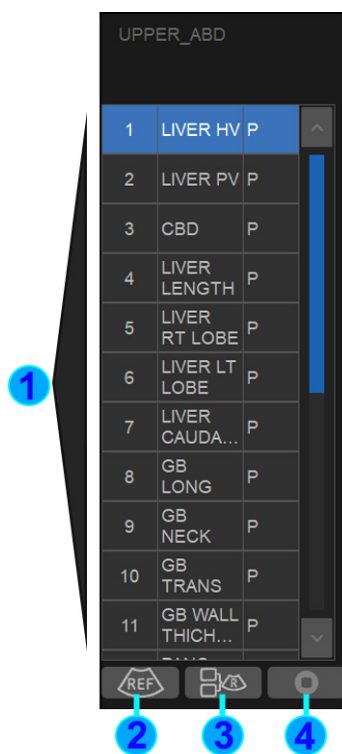 UPPER_ABD
1 LIVER HV P
2 LIVER PV P
3 CBD P
4 LIVER
LENGTH P
5 LIVER
RT LOBE P
6 LIVER LT
LOBE P
7 LIVER
CAUDA... P
8 GB
LONG P
9 GB
NECK P
10 GB
TRANS P
11 GB WALL
THICH... P
REF R
1
2 3 4